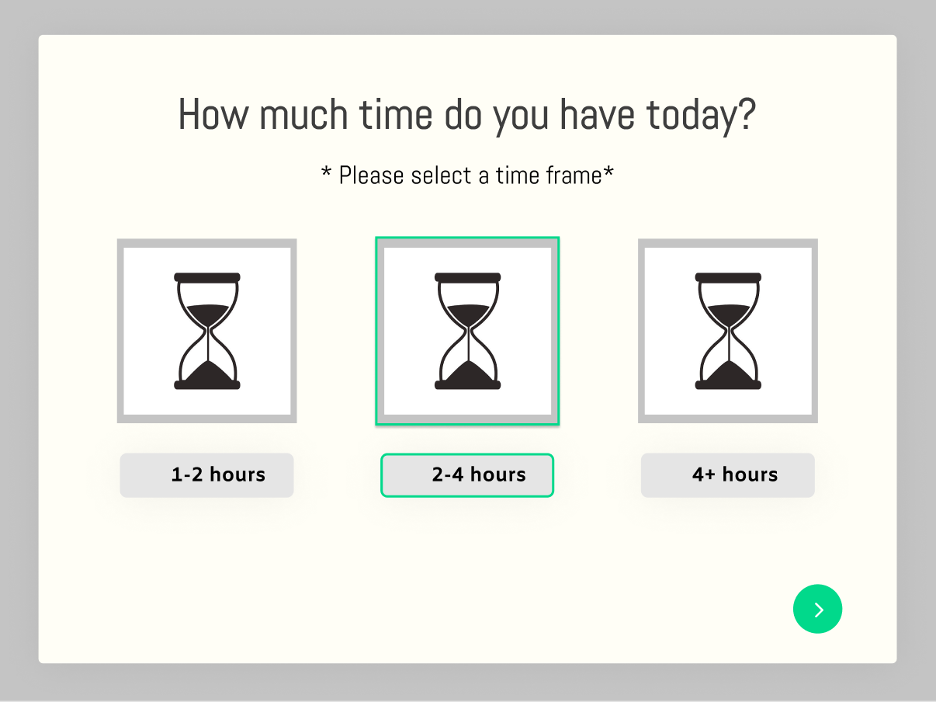 How much time do you have today?
* Please select a time frame*
1-2 hours
2-4 hours
4+ hours